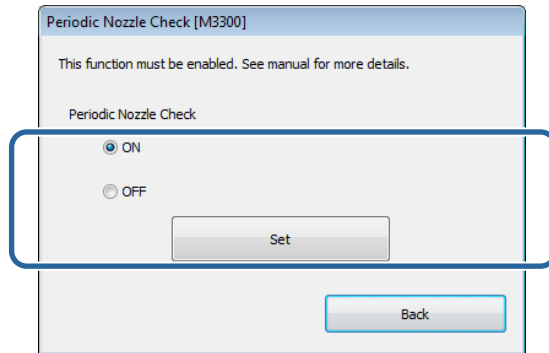 Periodic Nozzle Check [M3300]
This function must be enabled. See manual for more details.
Periodic Nozzle Check
ON
OFF
Set
Back